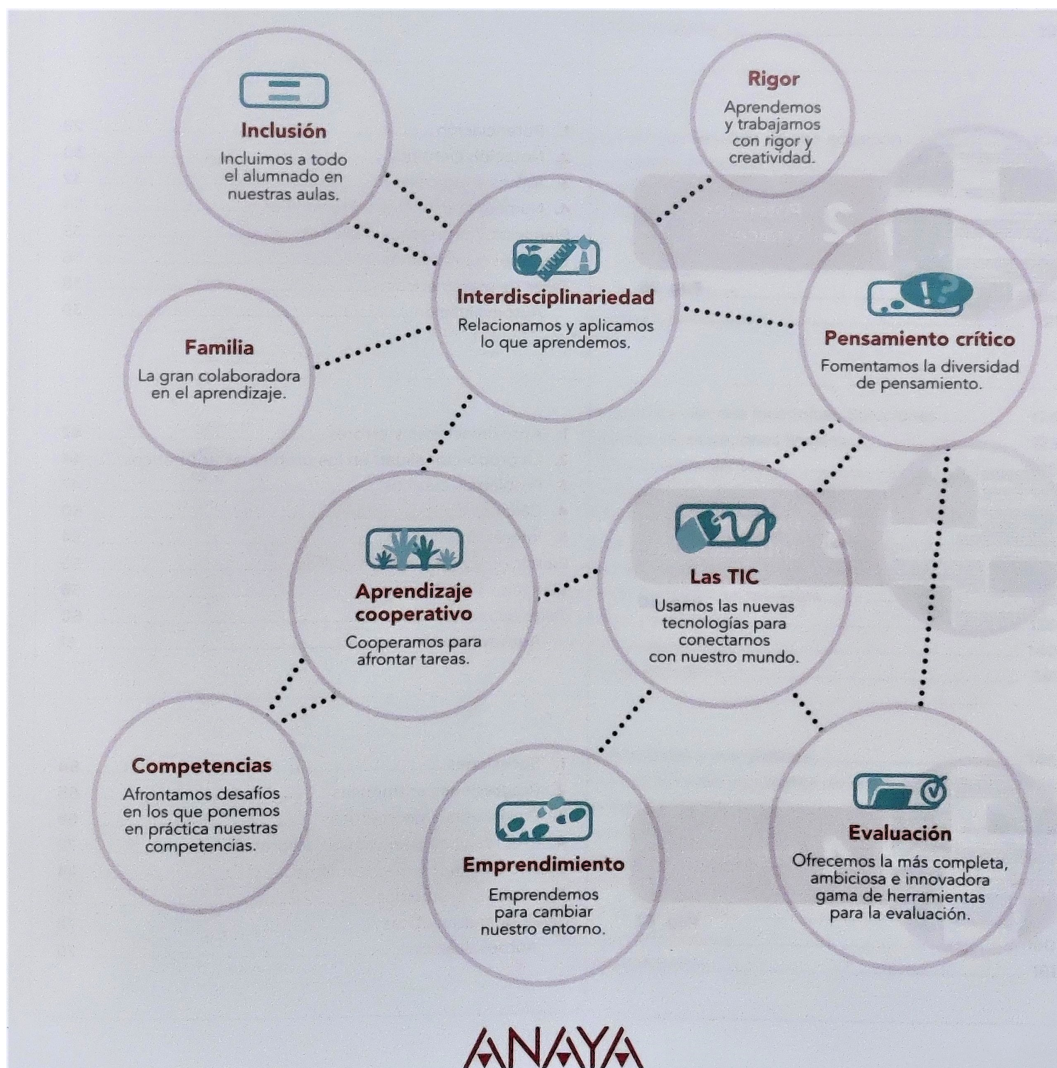 Inclusión
Incluimos a todo
el alumnado en
nuestras aulas.
Rigor
Aprendemos
y trabajamos
con rigor y
creatividad.
Interdisciplinariedad
Relacionamos y aplicamos
lo que aprendemos.
!?
Pensamiento crítico
Fomentamos la diversidad
de pensamiento.
Familia
La gran colaboradora
en el aprendizaje.
Aprendizaje
cooperativo
Cooperamos para
afrontar tareas.
Las TIC
Usamos las nuevas
tecnologías para
conectarnos
con nuestro mundo.
Competencias
Afrontamos desafíos
en los que ponemos
en práctica nuestras
competencias.
Emprendimiento
Emprendemos
para cambiar
nuestro entorno.
Evaluación
Ofrecemos la más completa,
ambiciosa e innovadora
gama de herramientas
para la evaluación.
ANAYA